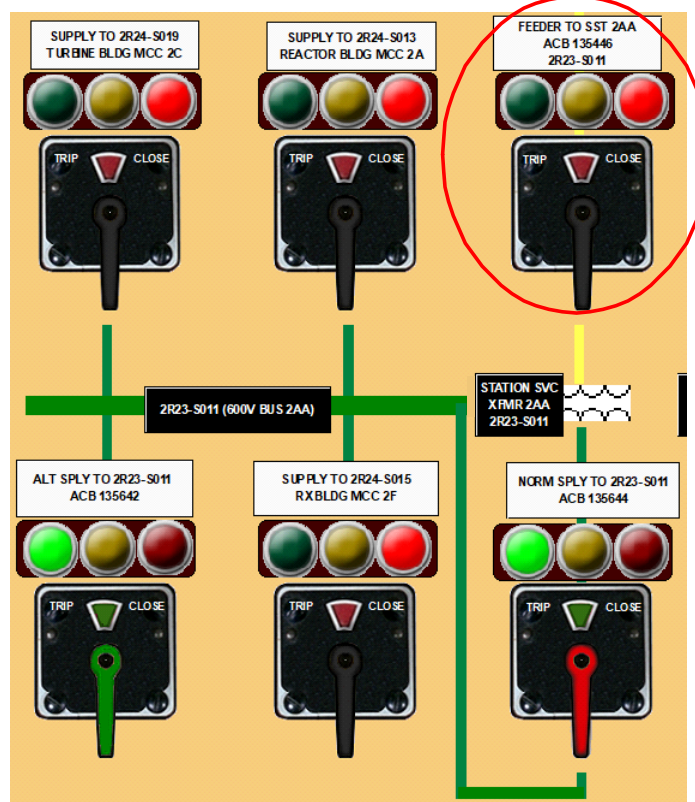 SUPPLY TO 2R24-S019
TURBINE BLDG MCC 2C
SUPPLY TO 2R24-S013
REACTOR BLDG MCC 2A
FEEDER TO SST 2AA
ACB 135446
2R23-S011
TRIP CLOSE
TRIP CLOSE
TRIP CLOSE
2R23-S011 (600V BUS 2AA)
STATION SVC
XFMR 2AA
2R23-S011
ALT SPLY TO 2R23-S011
ACB 135642
SUPPLY TO 2R24-S015
RX BLDG MCC 2F
NORM SPLY TO 2R23-S011
ACB 135644
TRIP CLOSE
TRIP CLOSE
TRIP CLOSE